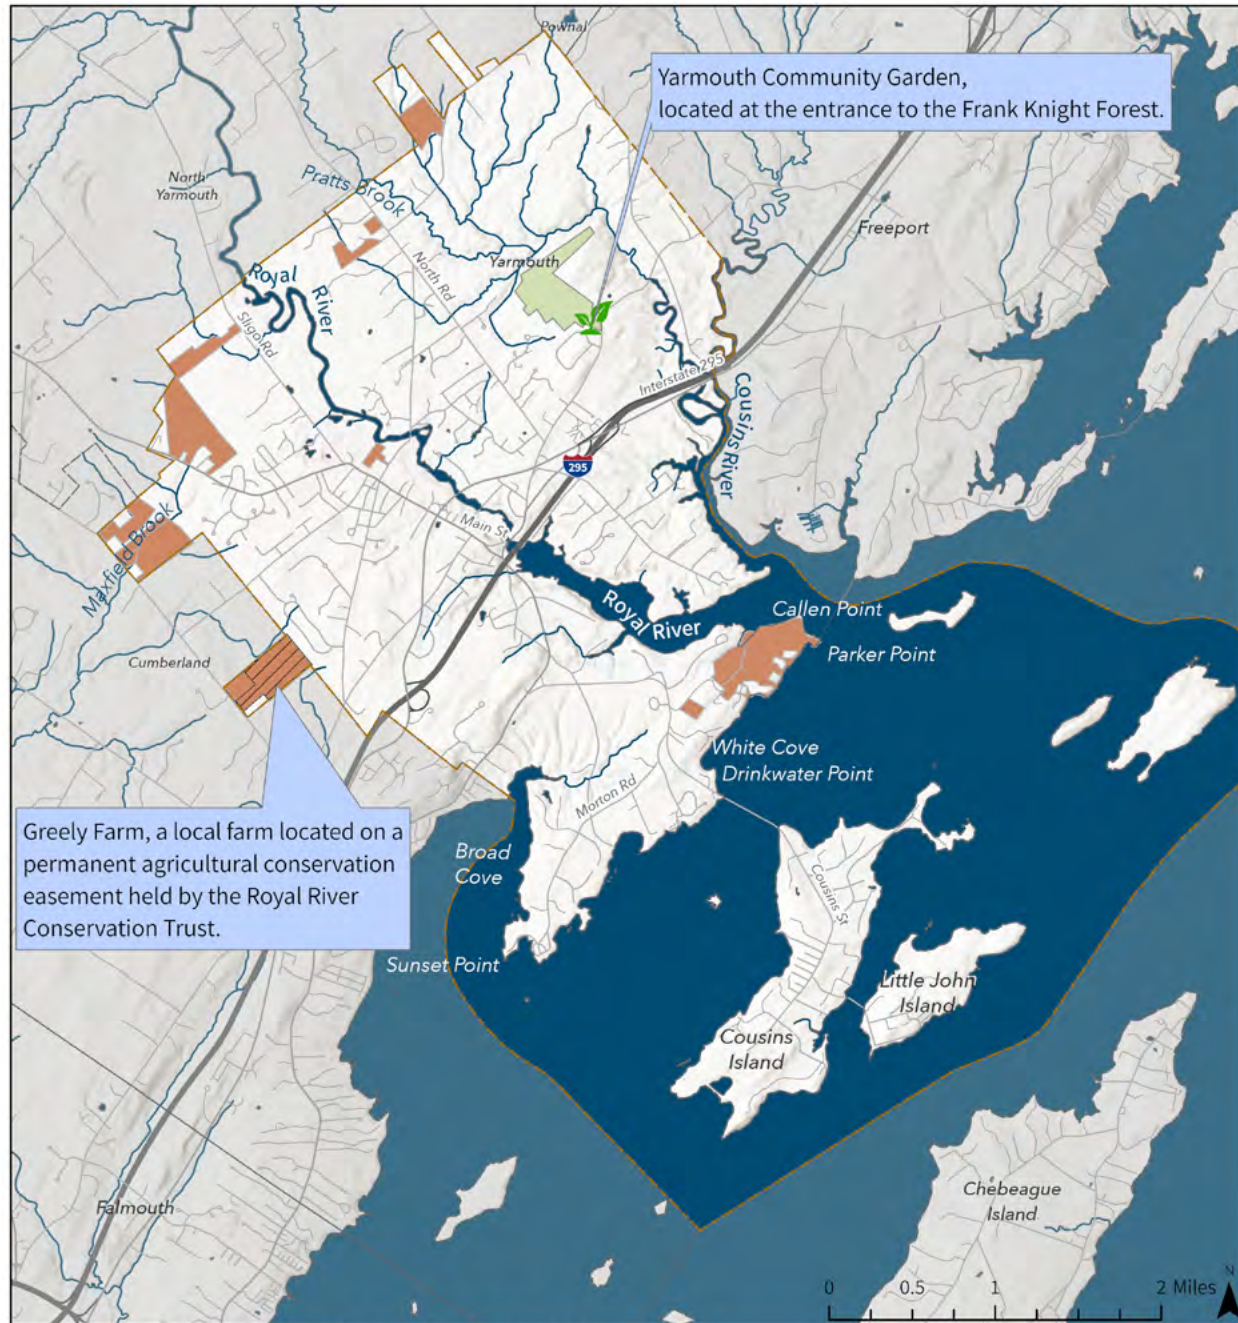 Pownal
Yarmouth Community Garden,
located at the entrance to the Frank Knight Forest.
North
Yarmouth
Pratts Brook
Freeport
North Rd
Yarmouth
Royal
River
Sligo Rd
Interstate 295
Cousins River
295
Main St
Maxfield Brook
Royal River
Callen Point
Parker Point
Cumberland
White Cove
Drinkwater Point
Morton Rd
Greely Farm, a local farm located on a
permanent agricultural conservation
easement held by the Royal River
Conservation Trust.
Broad
Cove
Cousins St
Sunset Point
Little John
Island
Cousins
Island
Chebeague
Island
Falmouth
N
0 0.5 1 2 Miles